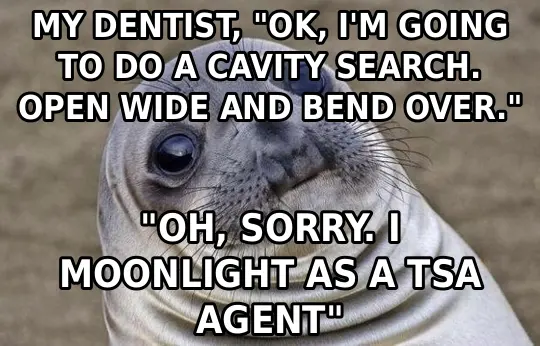 MY DENTIST, "OK, I'M GOING
TO DO A CAVITY SEARCH.
OPEN WIDE AND BEND OVER."
"OH, SORRY. I
MOONLIGHT AS A TSA
AGENT"